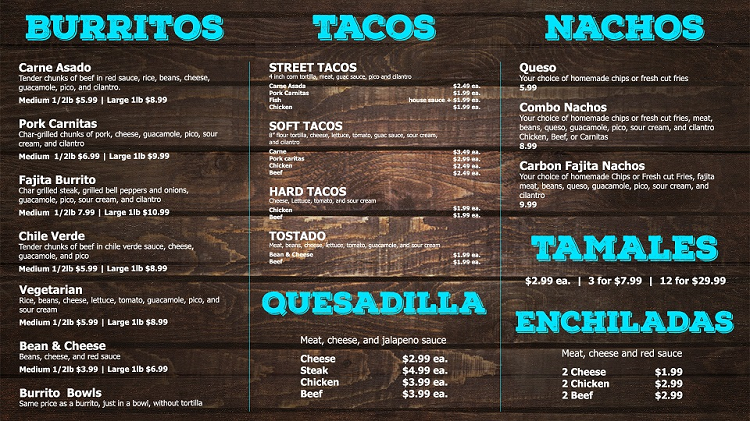 BURRITOS
Carne Asado
Tender chunks of beef in red sauce, rice, beans, cheese,
guacamole, pico, and cilantro.
Medium 1/2lb $5.99 | Large 1lb $8.99
Pork Carnitas
Char-grilled chunks of pork, cheese, guacamole, pico, sour
cream, and cilantro
Medium 1/2lb $6.99 | Large 1lb $9.99
Fajita Burrito
Char grilled steak, grilled bell peppers and onions,
guacamole, pico, sour cream, and cilantro
Medium 1/2lb 7.99 | Large 1lb $10.99
Chile Verde
Tender chunks of beef in chile verde sauce, cheese,
guacamole, and pico
Medium 1/2lb $5.99 | Large 1lb $8.99
Vegetarian
Rice, beans, cheese, lettuce, tomato, guacamole, pico, and
sour cream
Medium 1/2lb $5.99 | Large 1lb $8.99
Bean & Cheese
Beans, cheese, and red sauce
Medium 1/2lb $3.99 | Large 1lb $6.99
Burrito Bowls
Same price as a burrito, just in a bowl, without tortilla
TACOS
STREET TACOS
4 inch corn tortilla, meat, guac sauce, pico and cilantro
Carne Asada $2.49 ea.
Pork Carnitas $1.99 ea.
Fish house sauce + $1.99 ea.
Chicken $1.99 ea.
SOFT TACOS
8" flour tortilla, cheese, lettuce, tomato, guac sauce, sour cream,
and cilantro
Carne $3.49 ea.
Pork caritas $2.99 ea.
Chicken $2.49 ea.
Beef $2.49 ea.
HARD TACOS
Cheese, Lettuce, tomato, and sour cream
Chicken $1.99 ea.
Beef $1.99 ea.
TOSTADO
Meat, beans, cheese, lettuce, tomato, guacamole, and sour cream
Bean & Cheese $1.99 ea.
Beef $1.99 ea.
QUESADILLA
Meat, cheese, and jalapeno sauce
Cheese $2.99 ea.
Steak $4.99 ea.
Chicken $3.99 ea.
Beef $3.99 ea.
NACHOS
Queso
Your choice of homemade chips or fresh cut fries
5.99
Combo Nachos
Your choice of homemade chips or fresh cut fries, meat,
beans, queso, guacamole, pico, sour cream, and cilantro
Chicken, Beef, or Carnitas
8.99
Carbon Fajita Nachos
Your choice of homemade Chips or Fresh cut Fries, fajita
meat, beans, queso, guacamole, pico, sour cream, and
cilantro
9.99
TAMALES
$2.99 ea. | 3 for $7.99 | 12 for $29.99
ENCHILADAS
Meat, cheese and red sauce
2 Cheese $1.99
2 Chicken $2.99
2 Beef $2.99